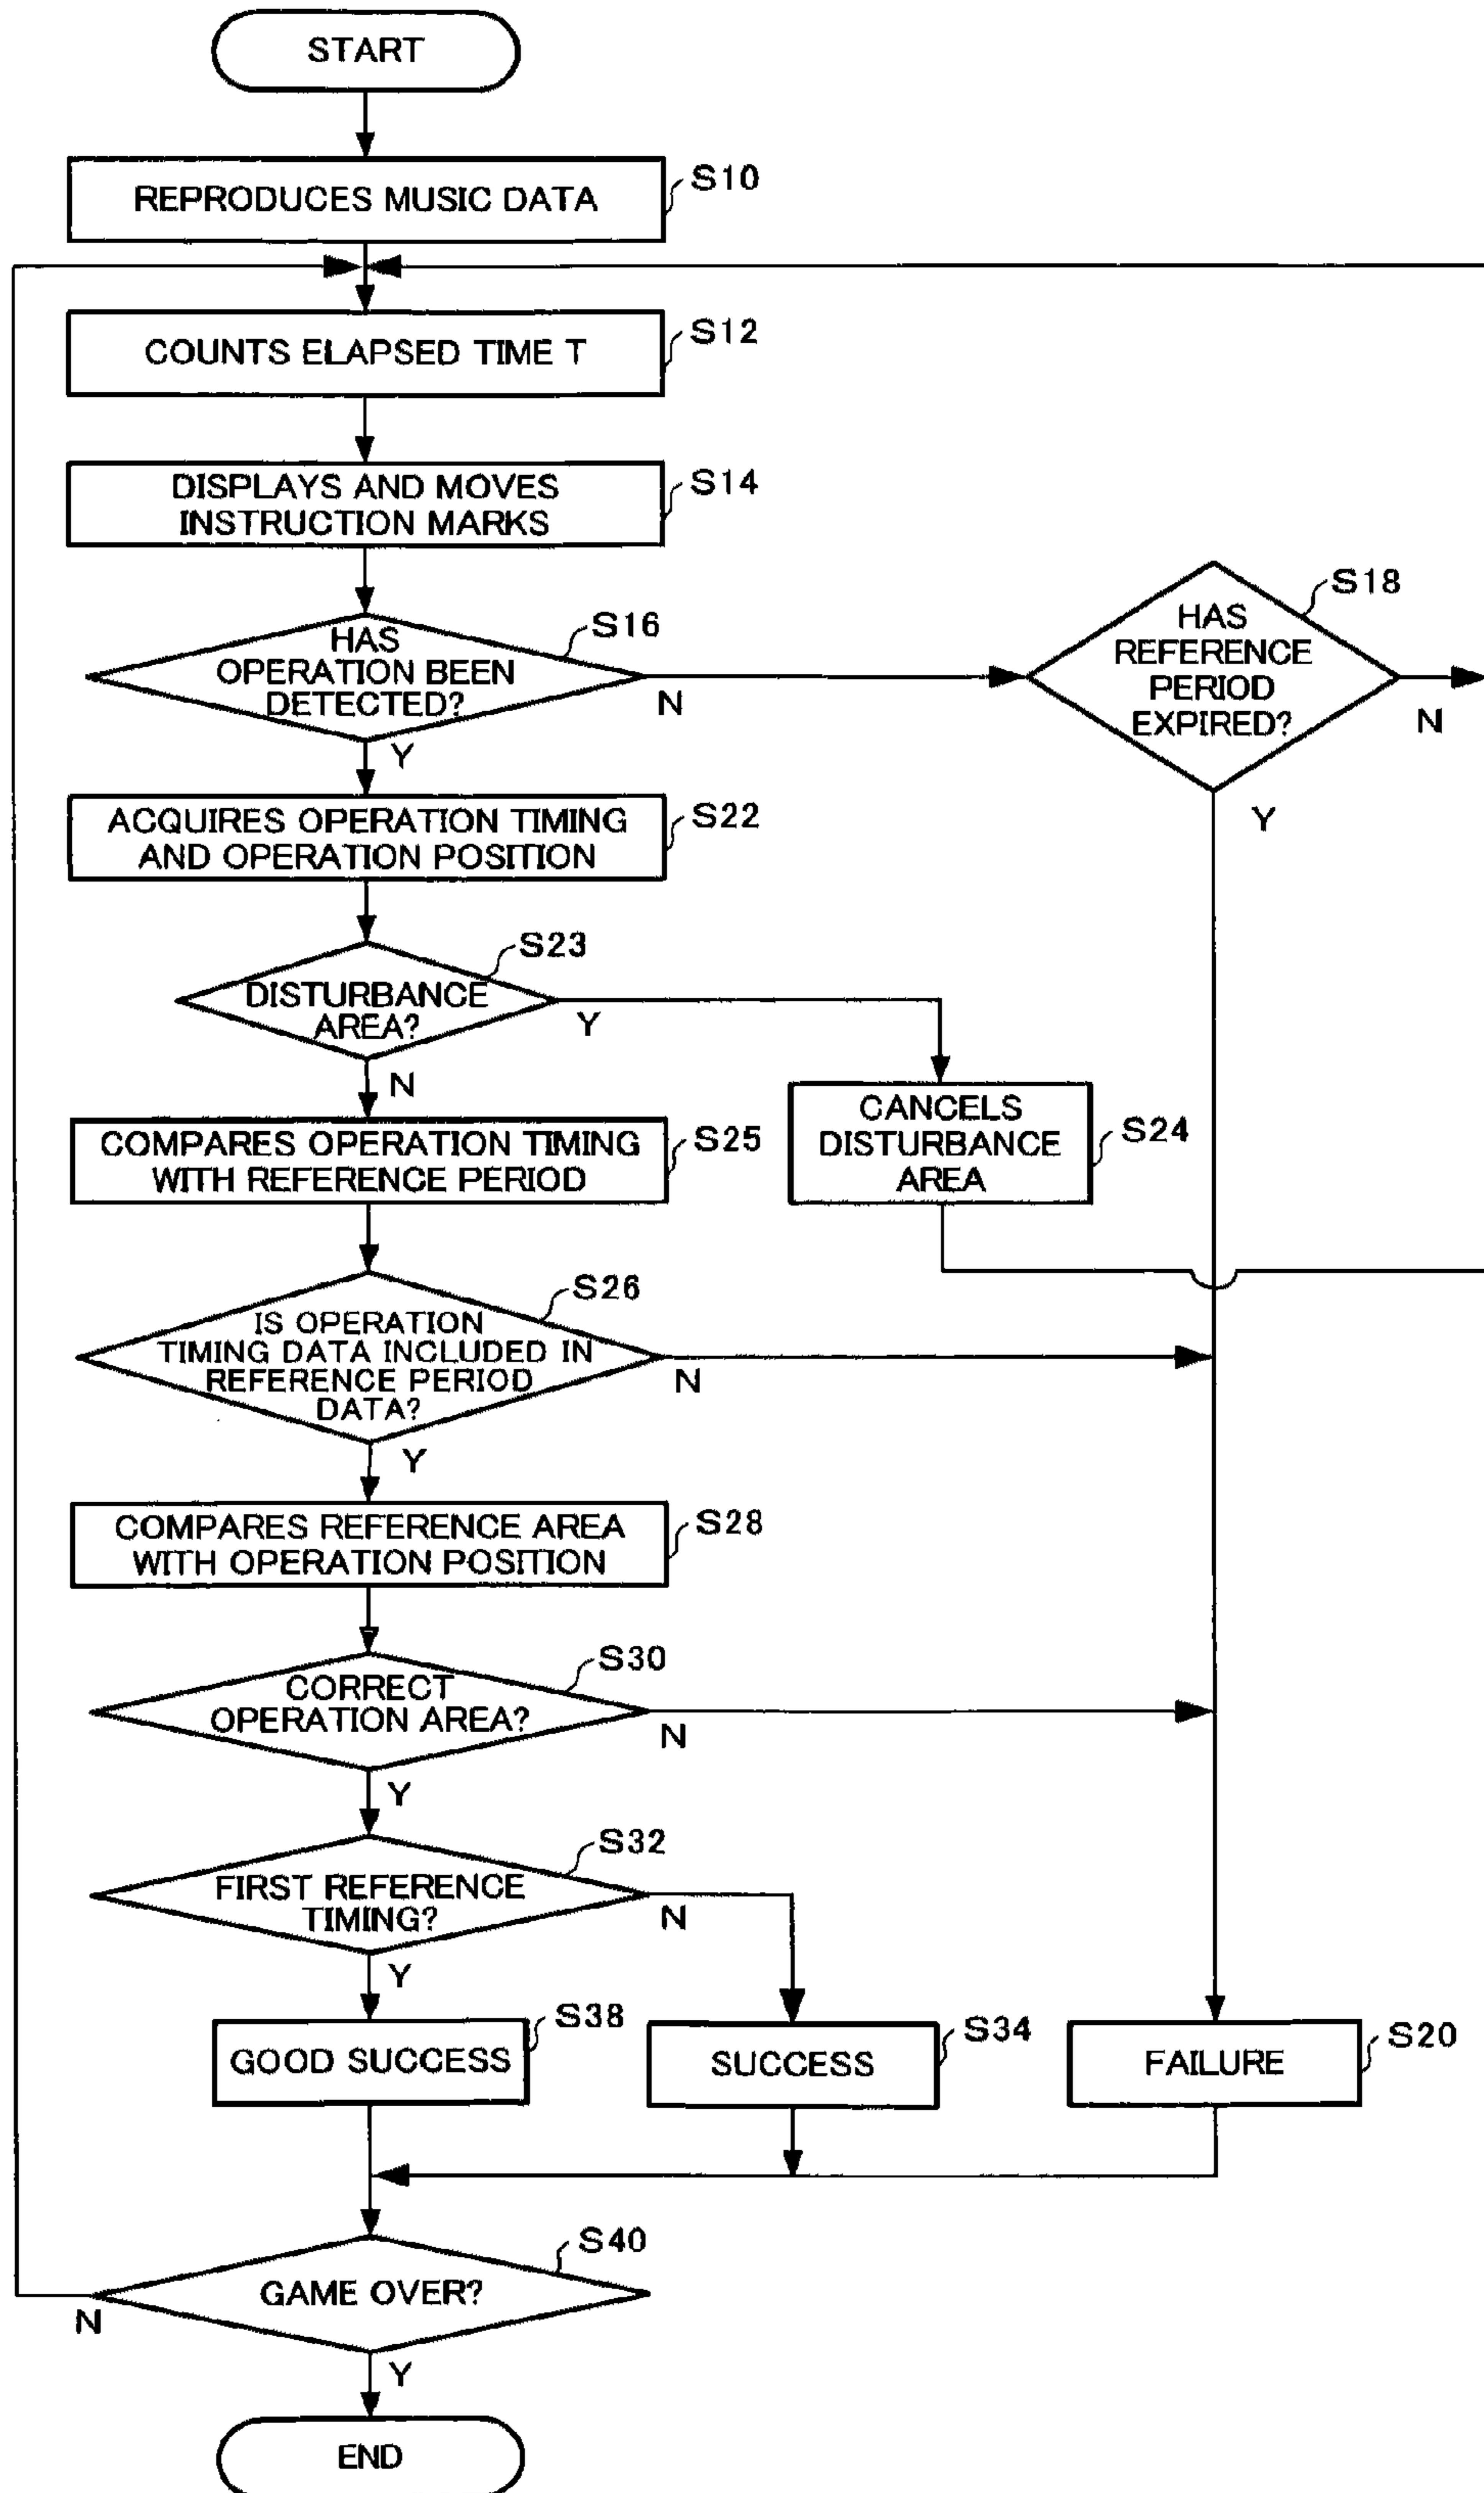 START
REPRODUCES MUSIC DATA
S10
COUNTS ELAPSED TIME T
S12
DISPLAYS AND MOVES
INSTRUCTION MARKS
S14
HAS
OPERATION BEEN
DETECTED?
S16
N
Y
HAS
REFERENCE
PERIOD
EXPIRED?
S18
N
Y
ACQUIRES OPERATION TIMING
AND OPERATION POSITION
S22
DISTURBANCE
AREA?
S23
Y
N
CANCELS
DISTURBANCE
AREA
S24
COMPARES OPERATION TIMING
WITH REFERENCE PERIOD
S25
IS OPERATION
TIMING DATA INCLUDED IN
REFERENCE PERIOD
DATA?
S26
N
Y
COMPARES REFERENCE AREA
WITH OPERATION POSITION
S28
CORRECT
OPERATION AREA?
S30
N
Y
FIRST REFERENCE
TIMING?
S32
N
Y
GOOD SUCCESS
S38
SUCCESS
S34
FAILURE
S20
GAME OVER?
S40
N
Y
END